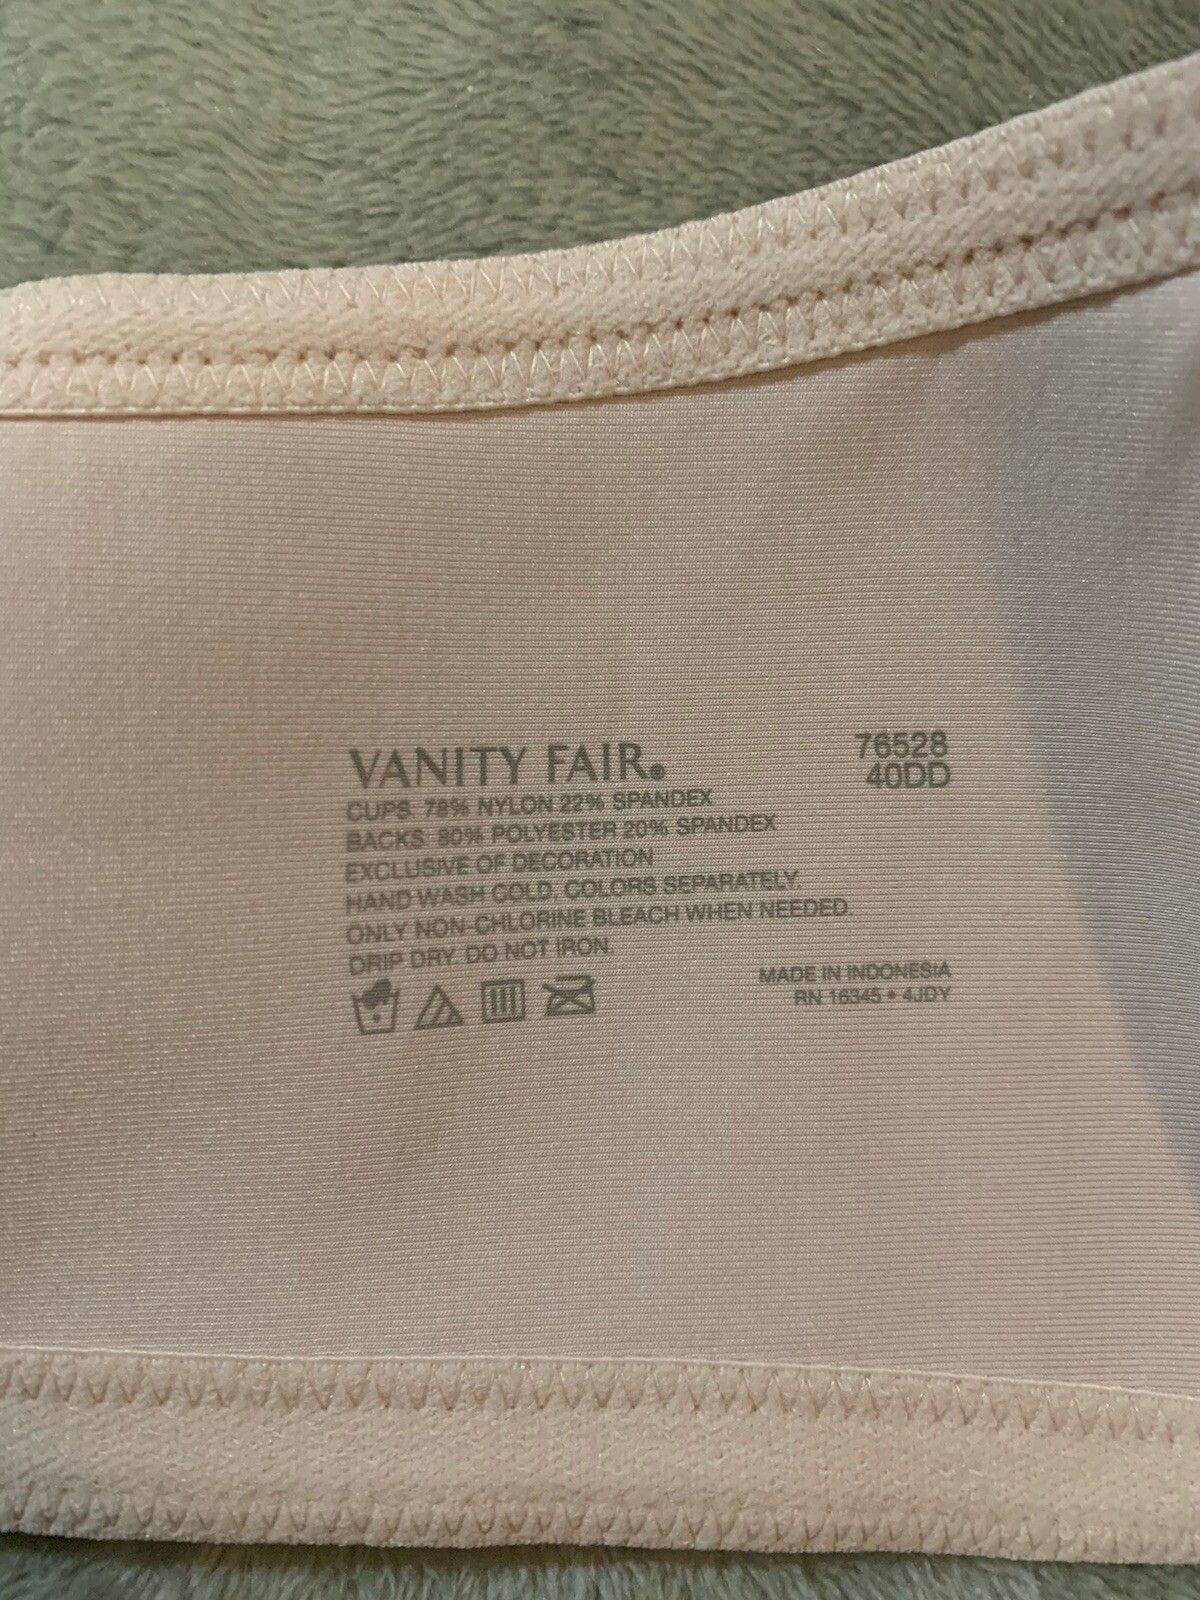 VANITY FAIR®
76528
40DD
CUPS: 78% NYLON 22% SPANDEX
BACKS: 80% POLYESTER 20% SPANDEX
EXCLUSIVE OF DECORATION
HAND WASH COLD, COLORS SEPARATELY.
ONLY NON-CHLORINE BLEACH WHEN NEEDED.
DRIP DRY. DO NOT IRON.
MADE IN INDONESIA
RN 16345 • 4JDY